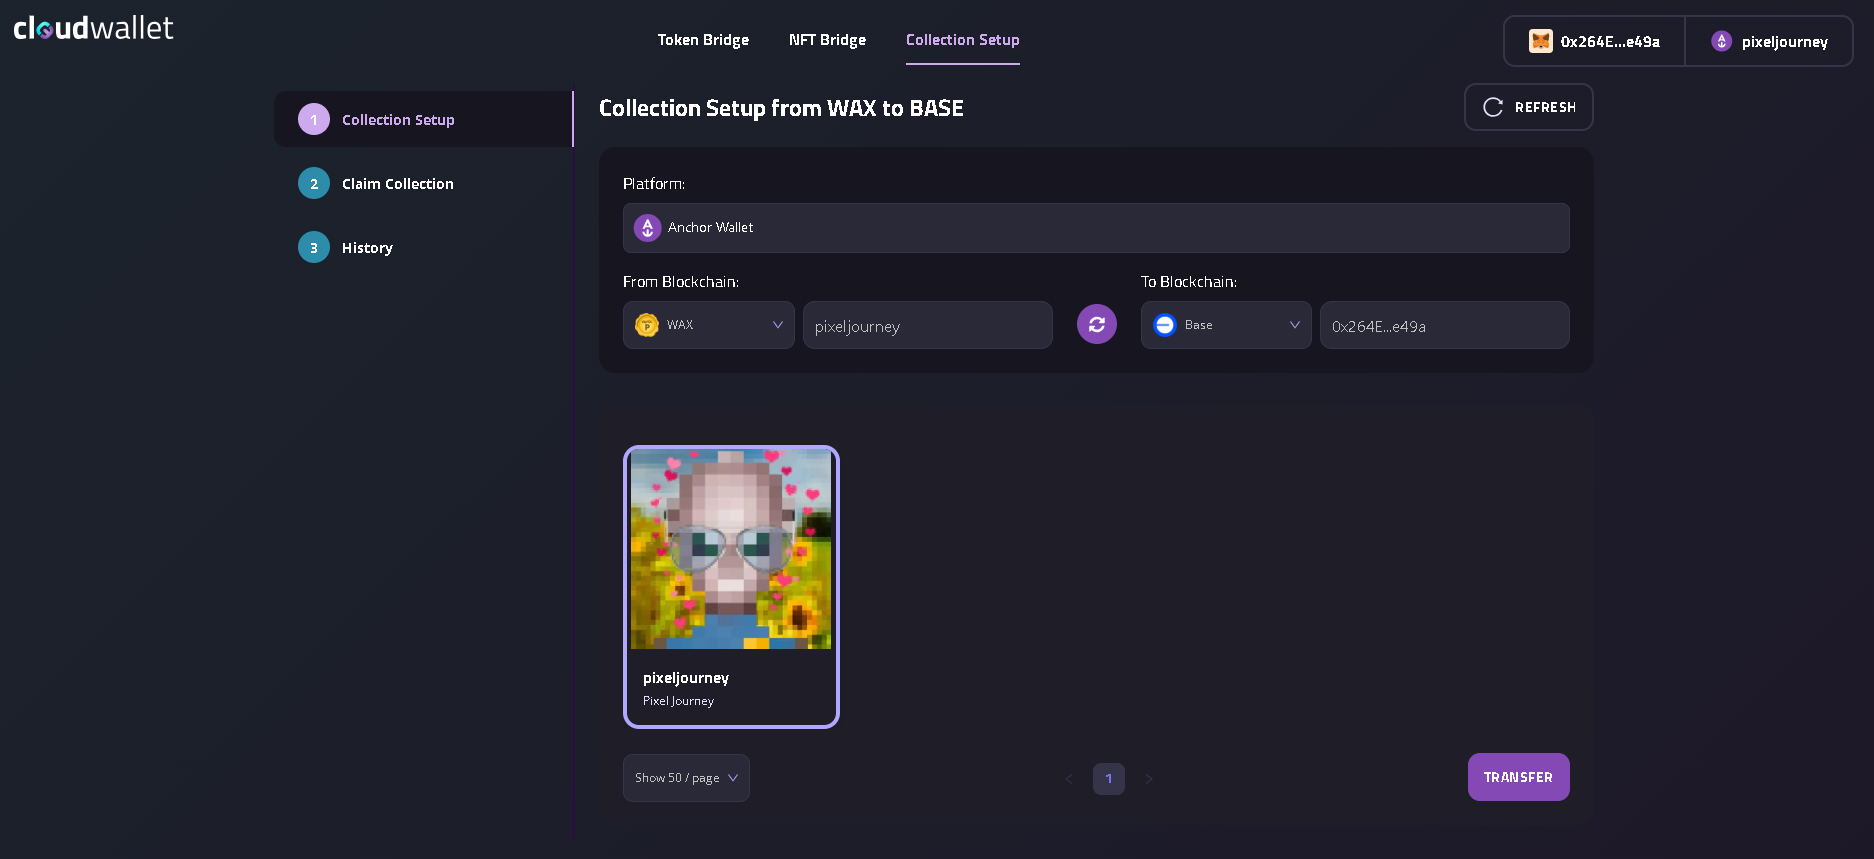 cloudwallet
Token Bridge
NFT Bridge
Collection Setup
0x264E...e49a
pixeljourney
1
Collection Setup
2
Claim Collection
3
History
Collection Setup from WAX to BASE
REFRESH
Platform:
Anchor Wallet
From Blockchain:
WAX
pixeljourney
To Blockchain:
Base
0x264E...e49a
pixeljourney
Pixel Journey
Show 50 / page
1
TRANSFER